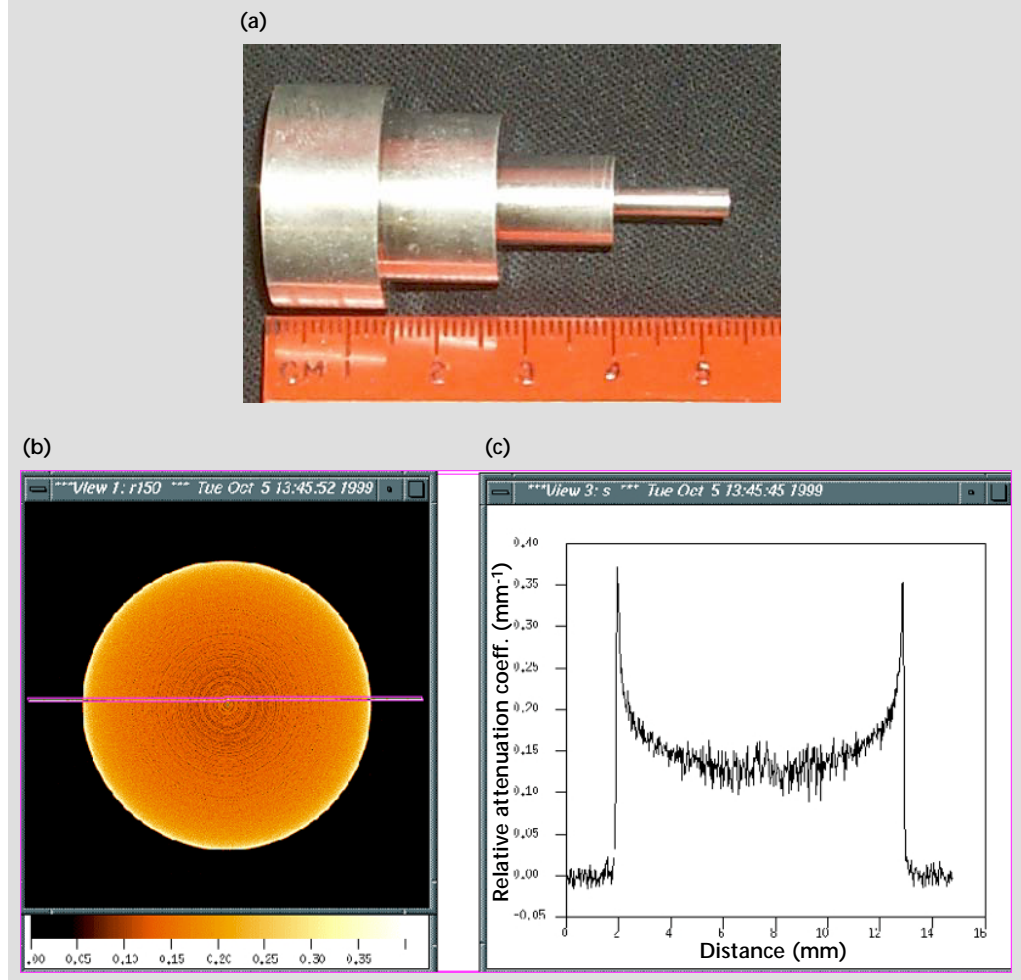 (a)
CM 1 2 3 4 5
(b)
(c)
***View 1: r150 *** Tue Oct 5 13:45:52 1999
***View 3: s *** Tue Oct 5 13:45:45 1999
.00 0.05 0.10 0.15 0.20 0.25 0.30 0.35
Relative attenuation coeff. (mm-1)
0.40
0.35
0.30
0.25
0.20
0.15
0.10
0.05
0.00
-0.05
0 2 4 6 8 10 12 14 16
Distance (mm)